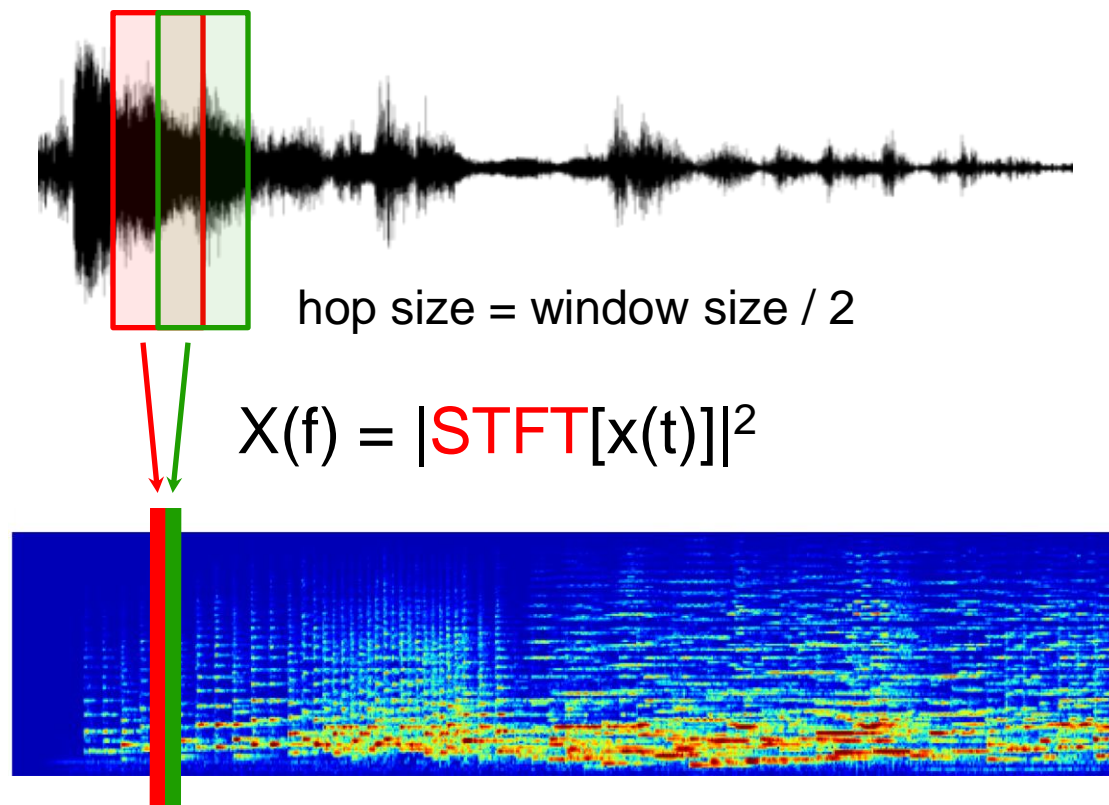 hop size = window size / 2
X(f) = |STFT[x(t)]|²